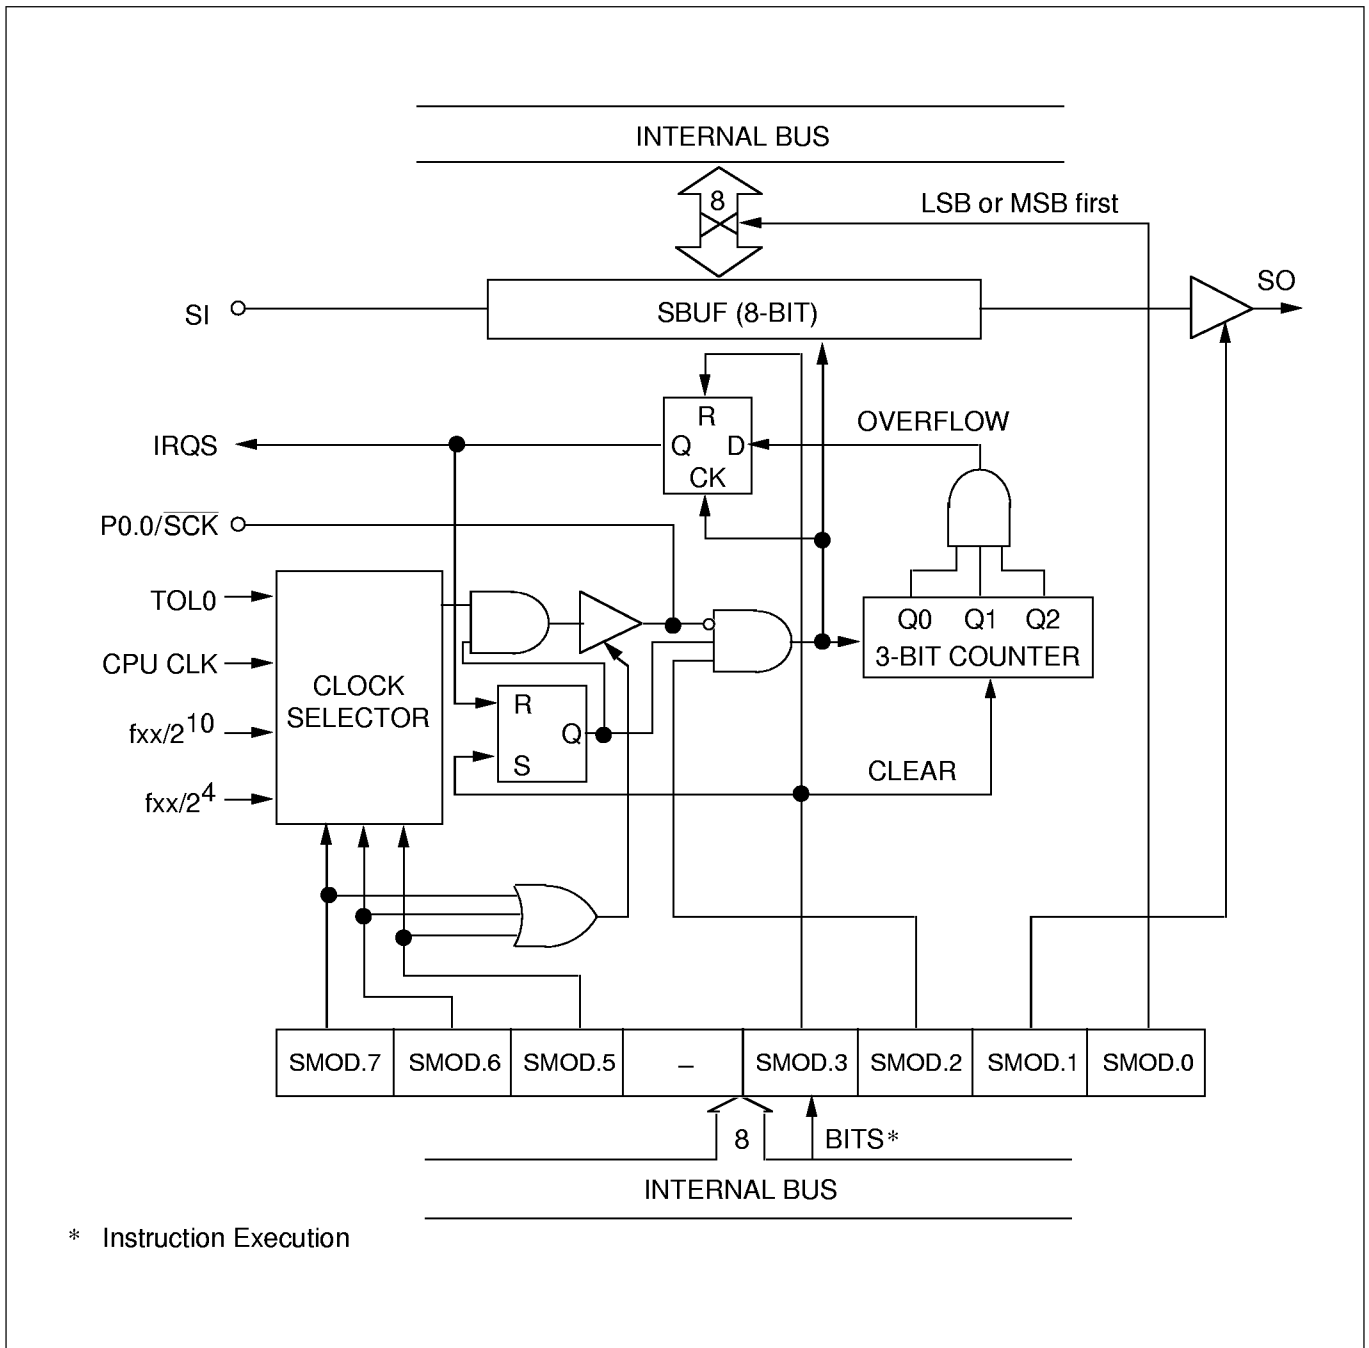 INTERNAL BUS
8
LSB or MSB first
SI
SBUF (8-BIT)
SO
R
OVERFLOW
IRQS
Q
D
CK
P0.0/S̅C̅K̅
TOL0
Q0
Q1
Q2
CPU CLK
3-BIT COUNTER
CLOCK
SELECTOR
R
fxx/2^10
Q
S
CLEAR
fxx/2^4
SMOD.7
SMOD.6
SMOD.5
–
SMOD.3
SMOD.2
SMOD.1
SMOD.0
8
BITS*
INTERNAL BUS
* Instruction Execution